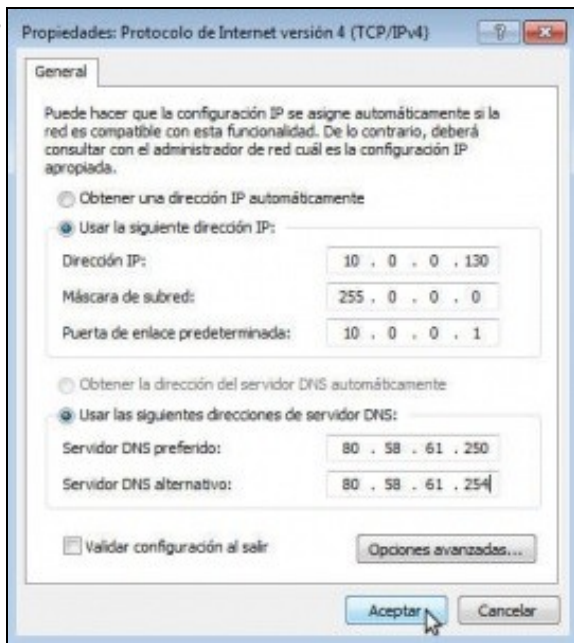 Propiedades: Protocolo de Internet versión 4 (TCP/IPv4)
General
Puede hacer que la configuración IP se asigne automáticamente si la
red es compatible con esta funcionalidad. De lo contrario, deberá
consultar con el administrador de red cuál es la configuración IP
apropiada.
Obtener una dirección IP automáticamente
Usar la siguiente dirección IP:
Dirección IP: 10 . 0 . 0 . 130
Máscara de subred: 255 . 0 . 0 . 0
Puerta de enlace predeterminada: 10 . 0 . 0 . 1
Obtener la dirección del servidor DNS automáticamente
Usar las siguientes direcciones de servidor DNS:
Servidor DNS preferido: 80 . 58 . 61 . 250
Servidor DNS alternativo: 80 . 58 . 61 . 254
Validar configuración al salir Opciones avanzadas...
Aceptar Cancelar